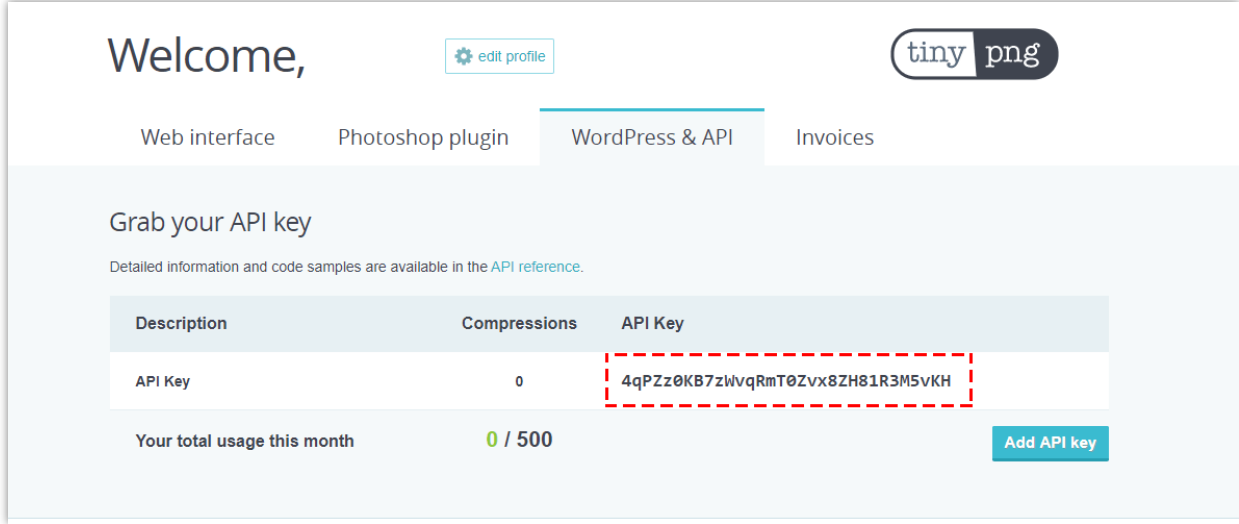 Welcome,
edit profile
tiny png
Web interface
Photoshop plugin
WordPress & API
Invoices
Grab your API key
Detailed information and code samples are available in the API reference.
Description Compressions API Key
API Key 0 4qPZz0KB7zWvqRmT0Zvx8ZH81R3M5vKH
Your total usage this month 0 / 500
Add API key